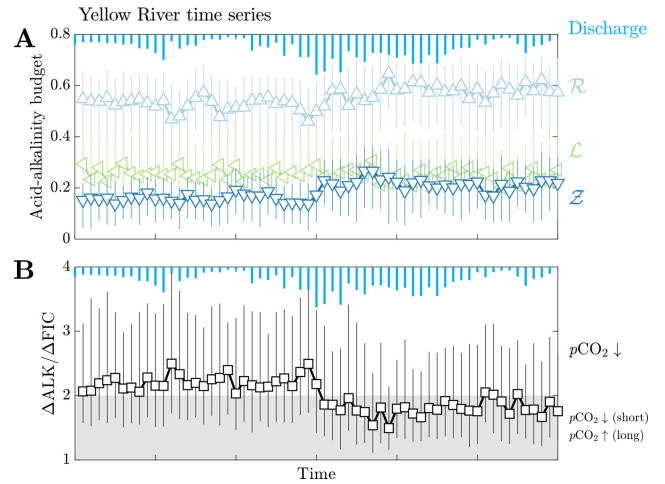 Yellow River time series
A
Discharge
0.8
0.6
0.4
0.2
0
Acid-alkalinity budget
R
L
Z
B
4
3
2
1
ΔALK/ΔFIC
pCO₂ ↓
pCO₂ ↓ (short)
pCO₂ ↑ (long)
Time